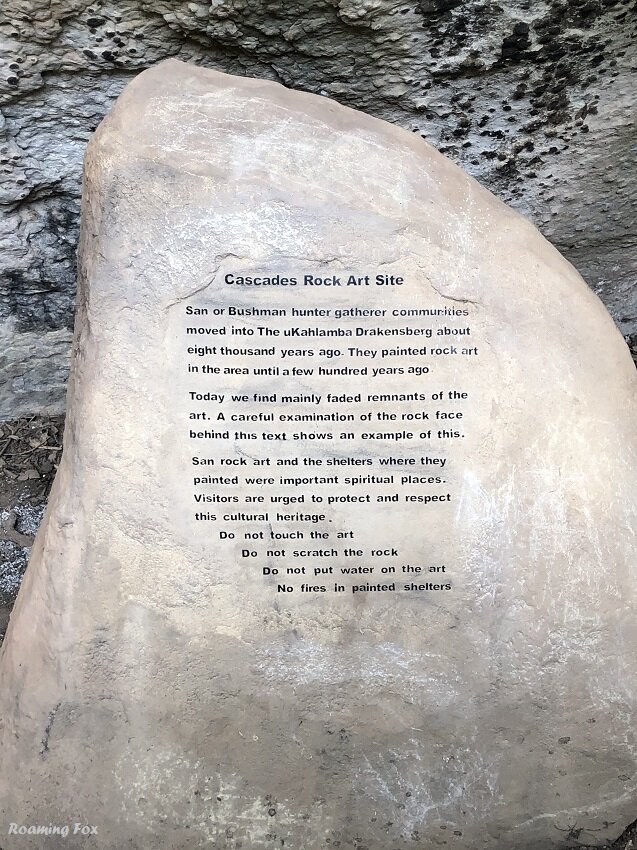 Cascades Rock Art Site
San or Bushman hunter gatherer communities
moved into The uKahlamba Drakensberg about
eight thousand years ago. They painted rock art
in the area until a few hundred years ago
Today we find mainly faded remnants of the
art. A careful examination of the rock face
behind this text shows an example of this.
San rock art and the shelters where they
painted were important spiritual places.
Visitors are urged to protect and respect
this cultural heritage.
Do not touch the art
Do not scratch the rock
Do not put water on the art
No fires in painted shelters
Roaming Fox